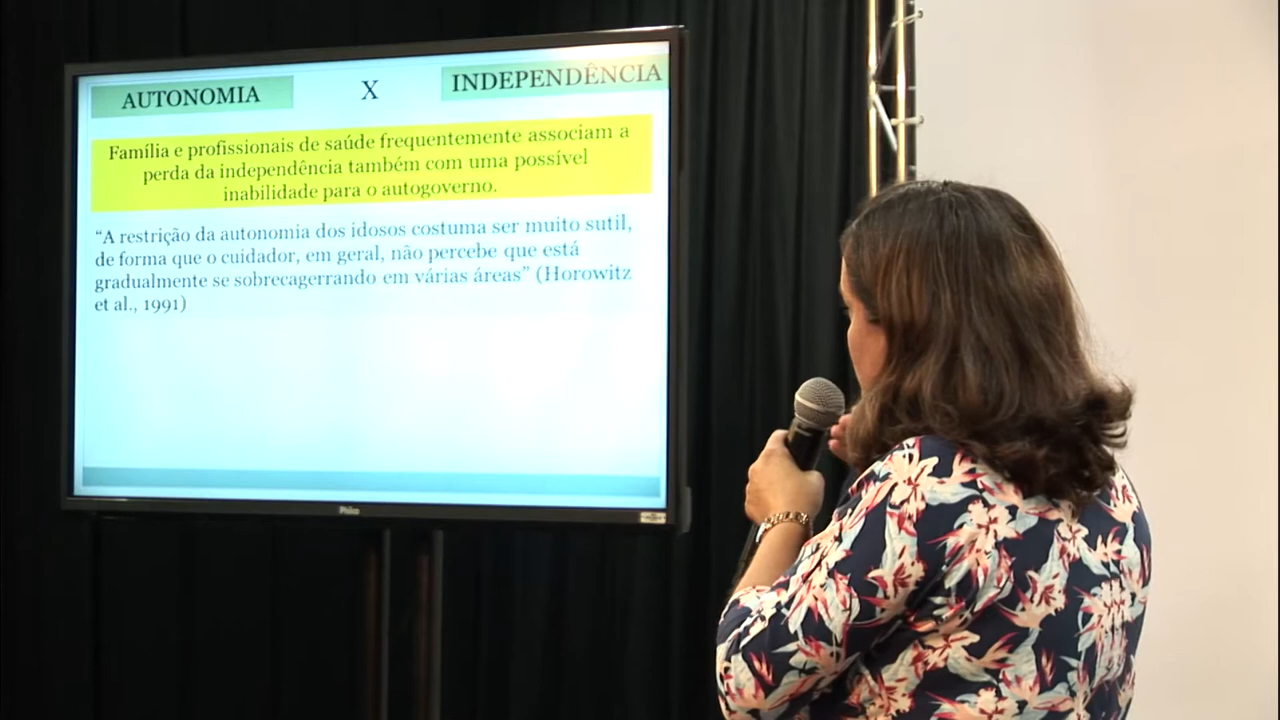 AUTONOMIA X INDEPENDÊNCIA
Família e profissionais de saúde frequentemente associam a
perda da independência também com uma possível
inabilidade para o autogoverno.
“A restrição da autonomia dos idosos costuma ser muito sutil,
de forma que o cuidador, em geral, não percebe que está
gradualmente se sobrecagerrando em várias áreas” (Horowitz
et al., 1991)
Philco